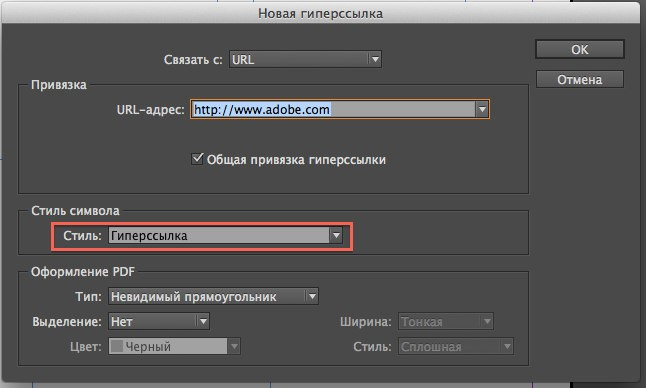 Новая гиперссылка
Связать с: URL
OK
Отмена
Привязка
URL-адрес: http://www.adobe.com
Общая привязка гиперссылки
Стиль символа
Стиль: Гиперссылка
Оформление PDF
Тип: Невидимый прямоугольник
Выделение: Нет Ширина: Тонкая
Цвет: Черный Стиль: Сплошная